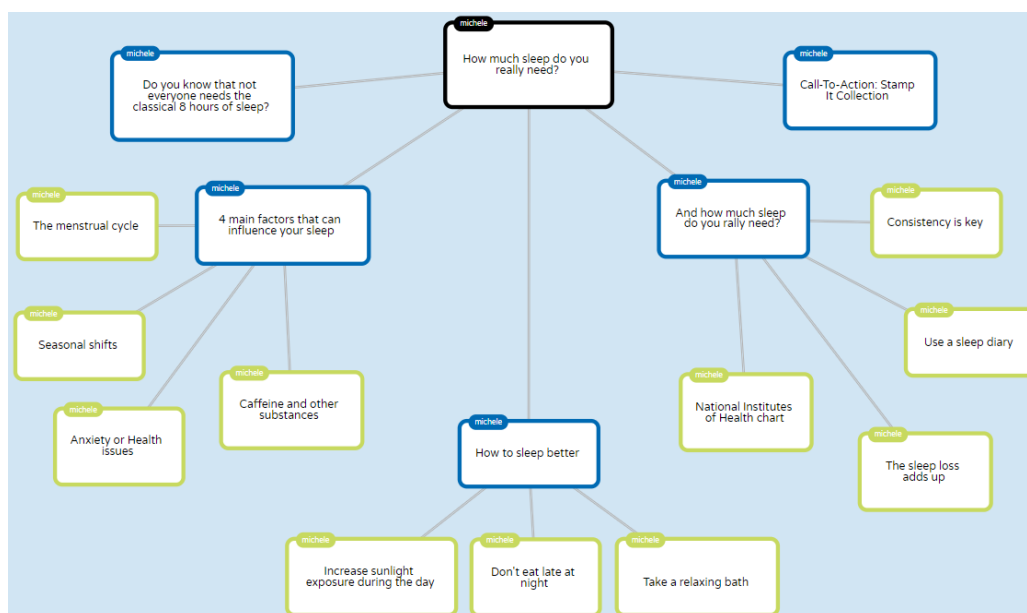 michele
How much sleep do you
really need?
michele
Do you know that not
everyone needs the
classical 8 hours of sleep?
michele
Call-To-Action: Stamp
It Collection
michele
4 main factors that can
influence your sleep
michele
The menstrual cycle
michele
Seasonal shifts
michele
Anxiety or Health
issues
michele
Caffeine and other
substances
michele
And how much sleep
do you rally need?
michele
Consistency is key
michele
Use a sleep diary
michele
National Institutes
of Health chart
michele
The sleep loss
adds up
michele
How to sleep better
michele
Increase sunlight
exposure during the day
michele
Don't eat late at
night
michele
Take a relaxing bath